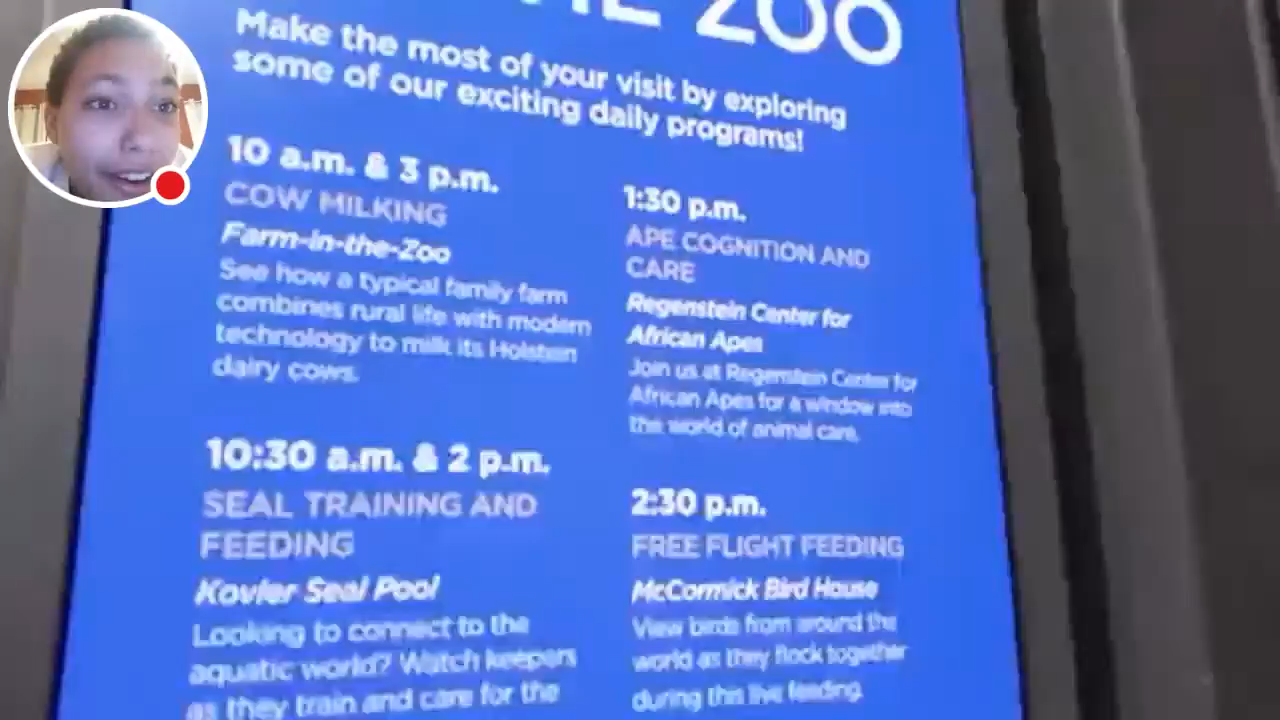 THE ZOO
Make the most of your visit by exploring
some of our exciting daily programs!
10 a.m. & 3 p.m.
COW MILKING
Farm-in-the-Zoo
See how a typical family farm
combines rural life with modern
technology to milk its Holstein
dairy cows.
10:30 a.m. & 2 p.m.
SEAL TRAINING AND
FEEDING
Kovler Seal Pool
Looking to connect to the
aquatic world? Watch keepers
as they train and care for the
1:30 p.m.
APE COGNITION AND
CARE
Regenstein Center for
African Apes
Join us at Regenstein Center for
African Apes for a window into
the world of animal care.
2:30 p.m.
FREE FLIGHT FEEDING
McCormick Bird House
View birds from around the
world as they flock together
during this live feeding.